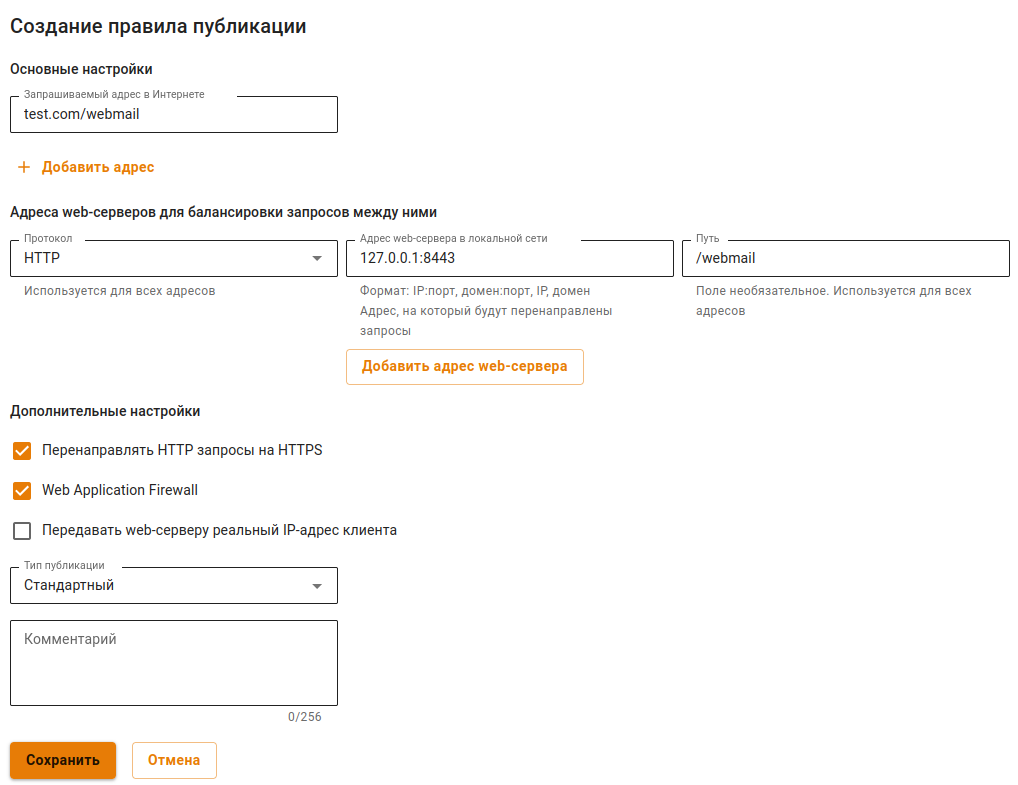 Создание правила публикации
Основные настройки
Запрашиваемый адрес в Интернете
test.com/webmail
+ Добавить адрес
Адреса web-серверов для балансировки запросов между ними
Протокол
HTTP
Используется для всех адресов
Адрес web-сервера в локальной сети
127.0.0.1:8443
Формат: IP:порт, домен:порт, IP, домен
Адрес, на который будут перенаправлены
запросы
Путь
/webmail
Поле необязательное. Используется для всех
адресов
Добавить адрес web-сервера
Дополнительные настройки
Перенаправлять HTTP запросы на HTTPS
Web Application Firewall
Передавать web-серверу реальный IP-адрес клиента
Тип публикации
Стандартный
Комментарий
0/256
Сохранить
Отмена